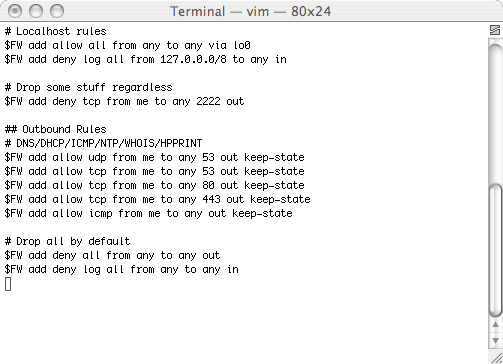 Terminal — vim — 80x24
# Localhost rules
$FW add allow all from any to any via lo0
$FW add deny log all from 127.0.0.0/8 to any in
# Drop some stuff regardless
$FW add deny tcp from me to any 2222 out
## Outbound Rules
# DNS/DHCP/ICMP/NTP/WHOIS/HPPRINT
$FW add allow udp from me to any 53 out keep-state
$FW add allow tcp from me to any 53 out keep-state
$FW add allow tcp from me to any 80 out keep-state
$FW add allow tcp from me to any 443 out keep-state
$FW add allow icmp from me to any out keep-state
# Drop all by default
$FW add deny all from any to any out
$FW add deny log all from any to any in